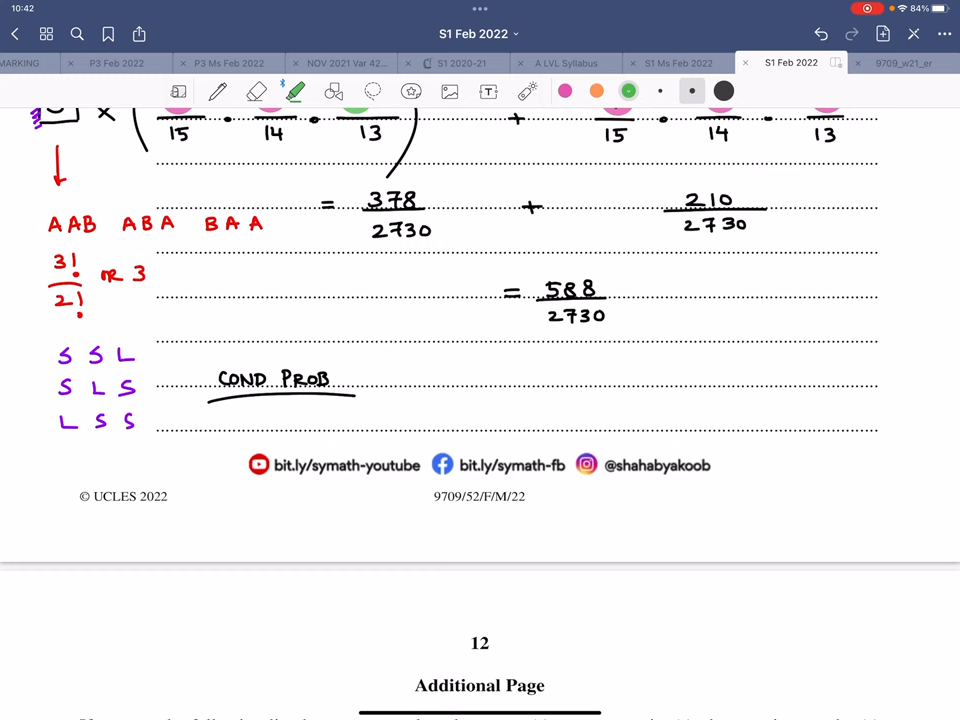 10:42
84%
S1 Feb 2022
MARKING
P3 Feb 2022
P3 Ms Feb 2022
NOV 2021 Var 42...
S1 2020-21
A LVL Syllabus
S1 Ms Feb 2022
S1 Feb 2022
9709_w21_er
× ( 15 . 14 . 13 ) + 15 . 14 . 13
= 378/2730 + 210/2730
AAB ABA BAA
3!/2! or 3
= 588/2730
S S L
S L S
L S S
COND PROB
bit.ly/symath-youtube bit.ly/symath-fb @shahabyakoob
© UCLES 2022 9709/52/F/M/22
12
Additional Page